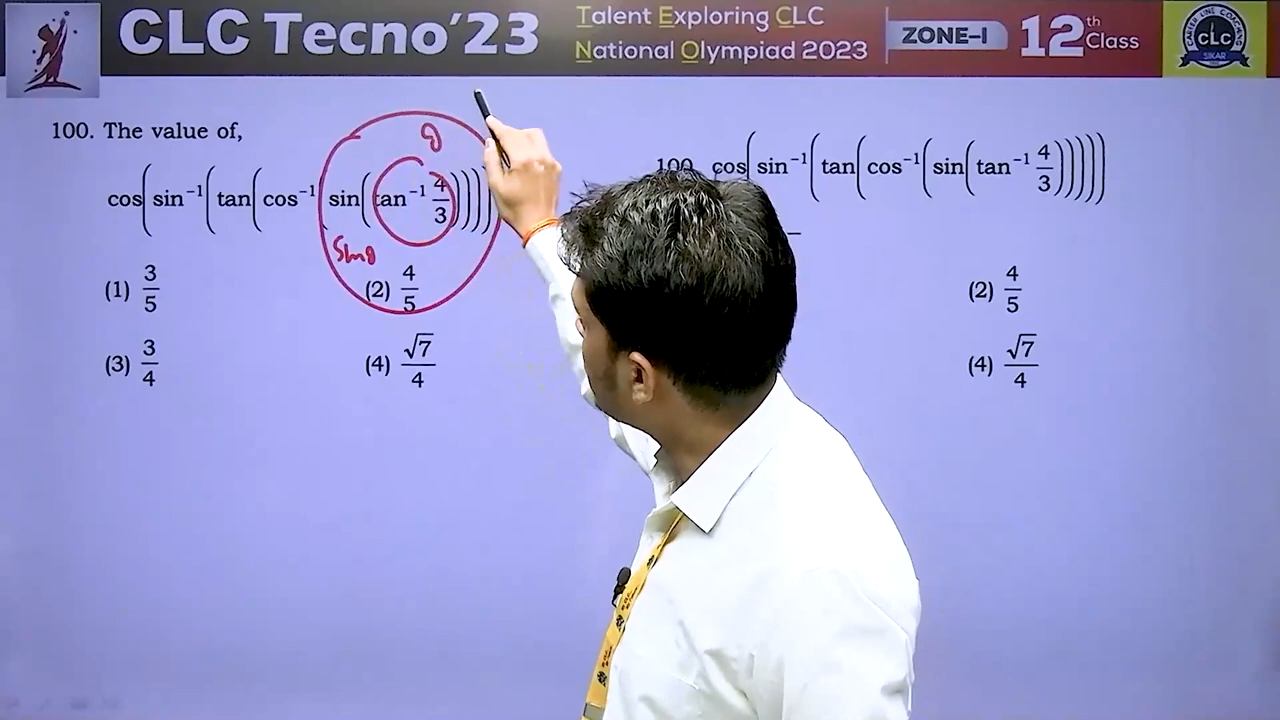 CLC Tecno'23
Talent Exploring CLC
National Olympiad 2023
ZONE-I
12th Class
CLC
SIKAR
100. The value of,
cos(sin⁻¹(tan(cos⁻¹ sin(tan⁻¹ 4/3)))))
θ
sinθ
(1) 3/5
(2) 4/5
(3) 3/4
(4) √7/4
100. cos(sin⁻¹(tan(cos⁻¹(sin(tan⁻¹ 4/3))))))
(2) 4/5
(4) √7/4